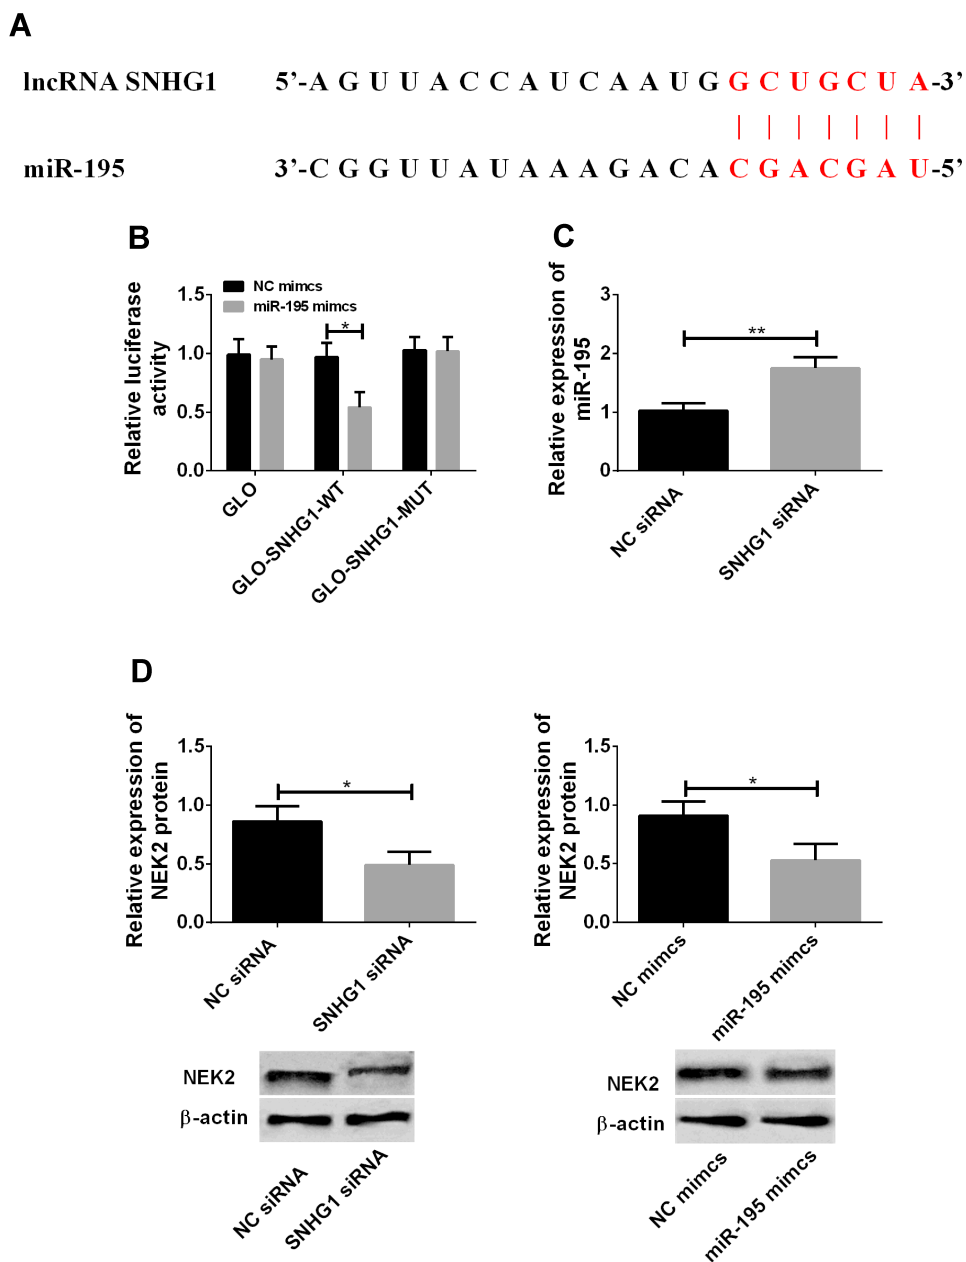 A
lncRNA SNHG1 5’-A G U U A C C A U C A A U G G C U G C U A-3’
miR-195 3’-C G G U U A U A A A G A C A C G A C G A U-5’
B
NC mimcs
miR-195 mimcs
*
Relative luciferase
activity
1.5
1.0
0.5
0.0
GLO
GLO-SNHG1-WT
GLO-SNHG1-MUT
C
Relative expression of
miR-195
3
2
1
0
**
NC siRNA
SNHG1 siRNA
D
Relative expression of
NEK2 protein
1.5
1.0
0.5
0.0
*
NC siRNA
SNHG1 siRNA
NEK2
β-actin
NC siRNA
SNHG1 siRNA
Relative expression of
NEK2 protein
1.5
1.0
0.5
0.0
*
NC mimcs
miR-195 mimcs
NEK2
β-actin
NC mimcs
miR-195 mimcs